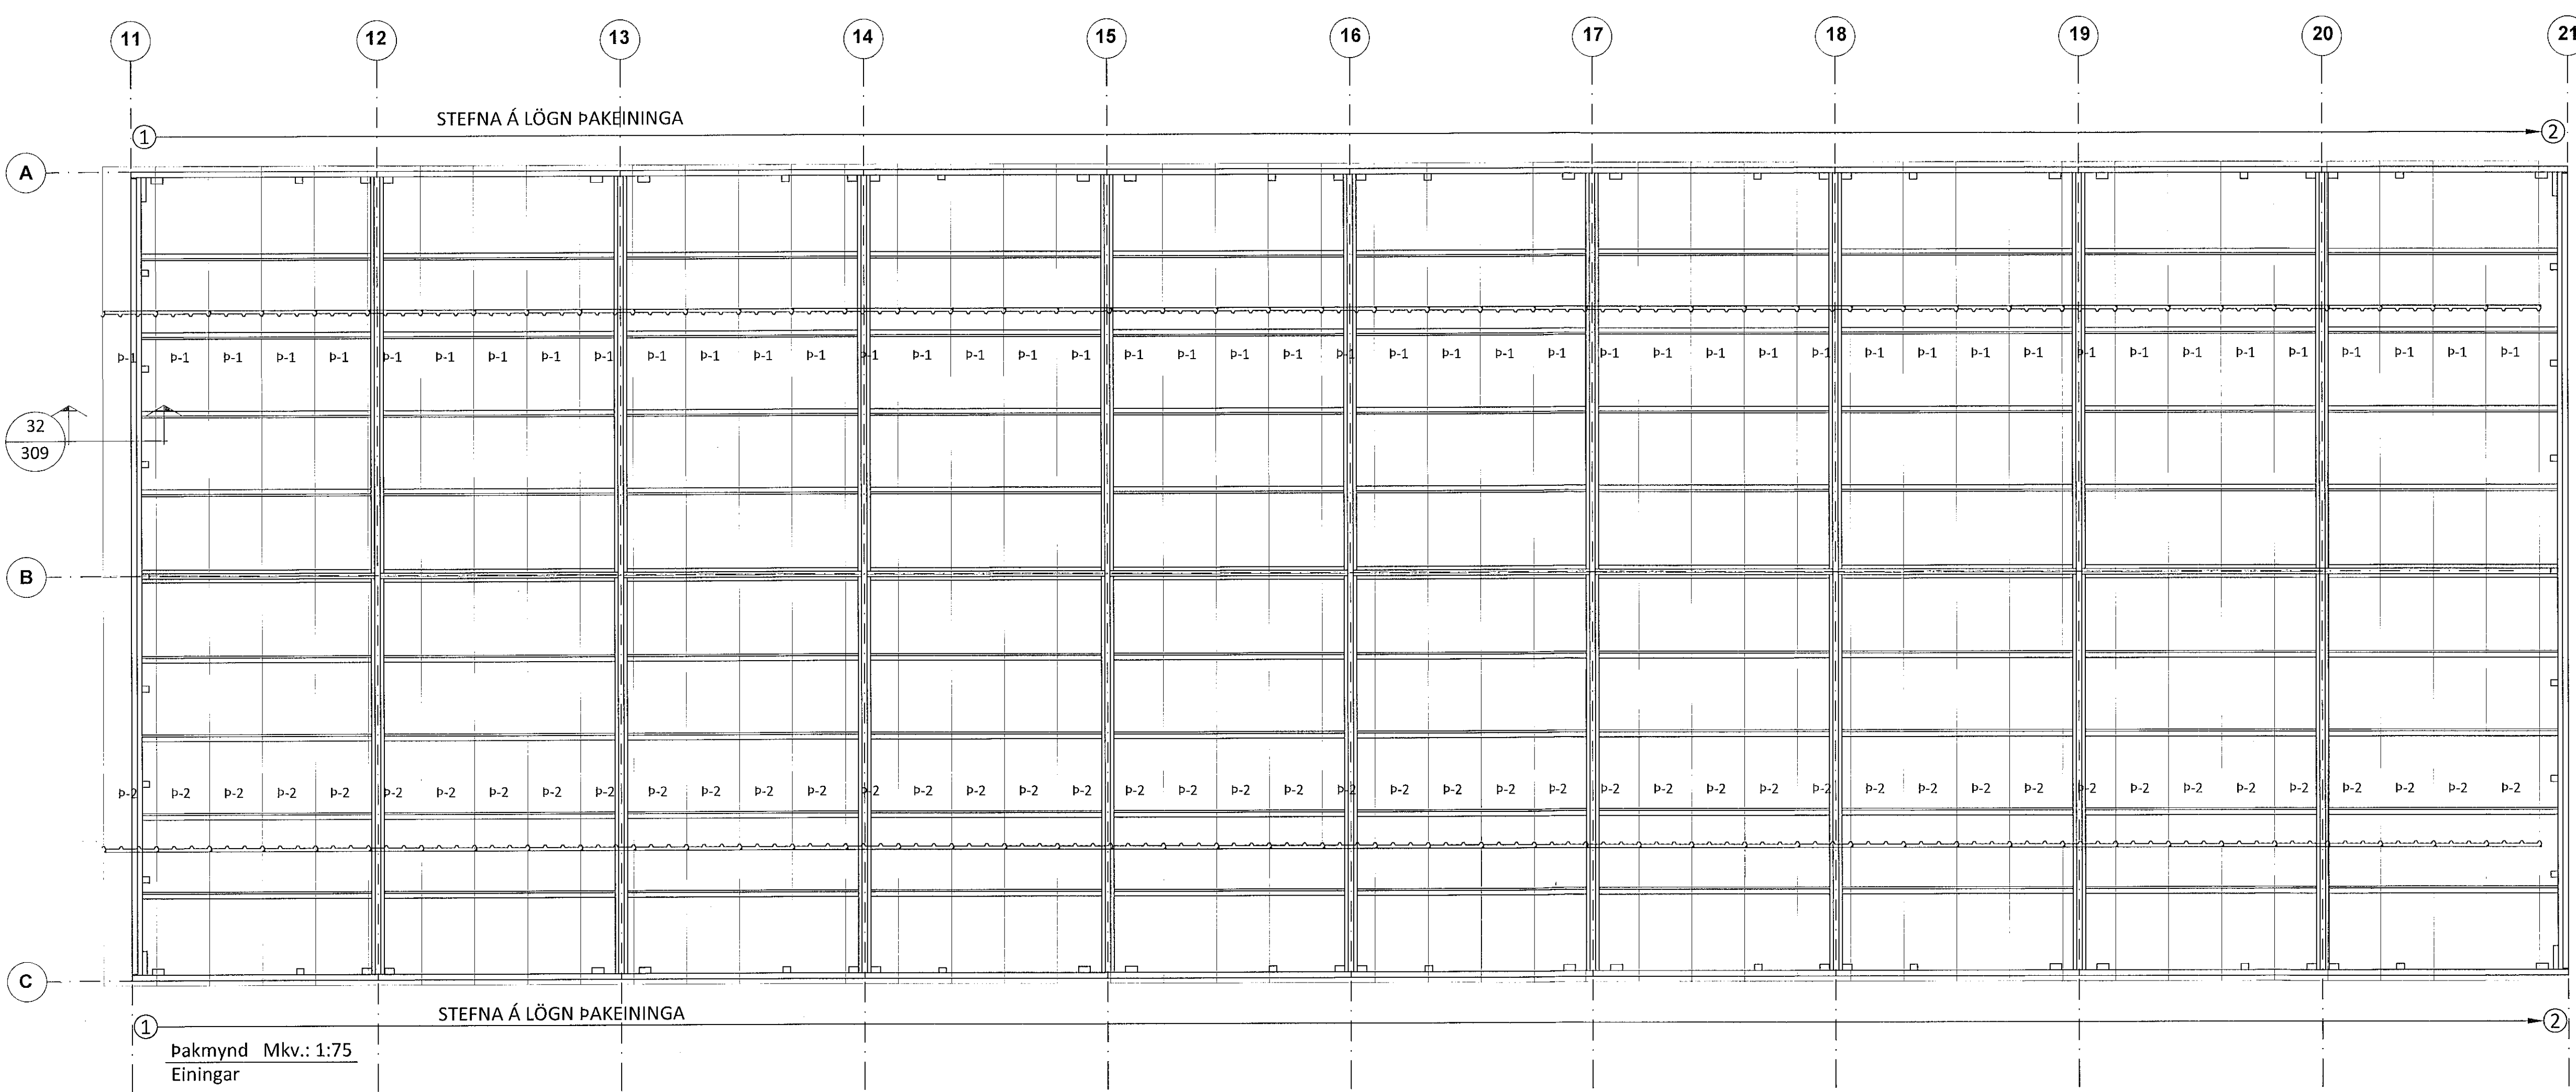 11 12 13 14 15 16 17 18 19 20 21
STEFNA Á LÖGN ÞAKEININGA
1 2
A
Þ-1 Þ-1 Þ-1 Þ-1 Þ-1 Þ-1 Þ-1 Þ-1 Þ-1 Þ-1 Þ-1 Þ-1 Þ-1 Þ-1 Þ-1 Þ-1 Þ-1 Þ-1 Þ-1 Þ-1 Þ-1 Þ-1 Þ-1 Þ-1 Þ-1 Þ-1 Þ-1 Þ-1 Þ-1 Þ-1 Þ-1 Þ-1 Þ-1 Þ-1 Þ-1 Þ-1 Þ-1 Þ-1 Þ-1 Þ-1 Þ-1 Þ-1 Þ-1 Þ-1 Þ-1 Þ-1
32
309
B
Þ-2 Þ-2 Þ-2 Þ-2 Þ-2 Þ-2 Þ-2 Þ-2 Þ-2 Þ-2 Þ-2 Þ-2 Þ-2 Þ-2 Þ-2 Þ-2 Þ-2 Þ-2 Þ-2 Þ-2 Þ-2 Þ-2 Þ-2 Þ-2 Þ-2 Þ-2 Þ-2 Þ-2 Þ-2 Þ-2 Þ-2 Þ-2 Þ-2 Þ-2 Þ-2 Þ-2 Þ-2 Þ-2 Þ-2 Þ-2 Þ-2 Þ-2 Þ-2 Þ-2 Þ-2 Þ-2
C
STEFNA Á LÖGN ÞAKEININGA
1 2
Þakmynd Mkv.: 1:75
Einingar